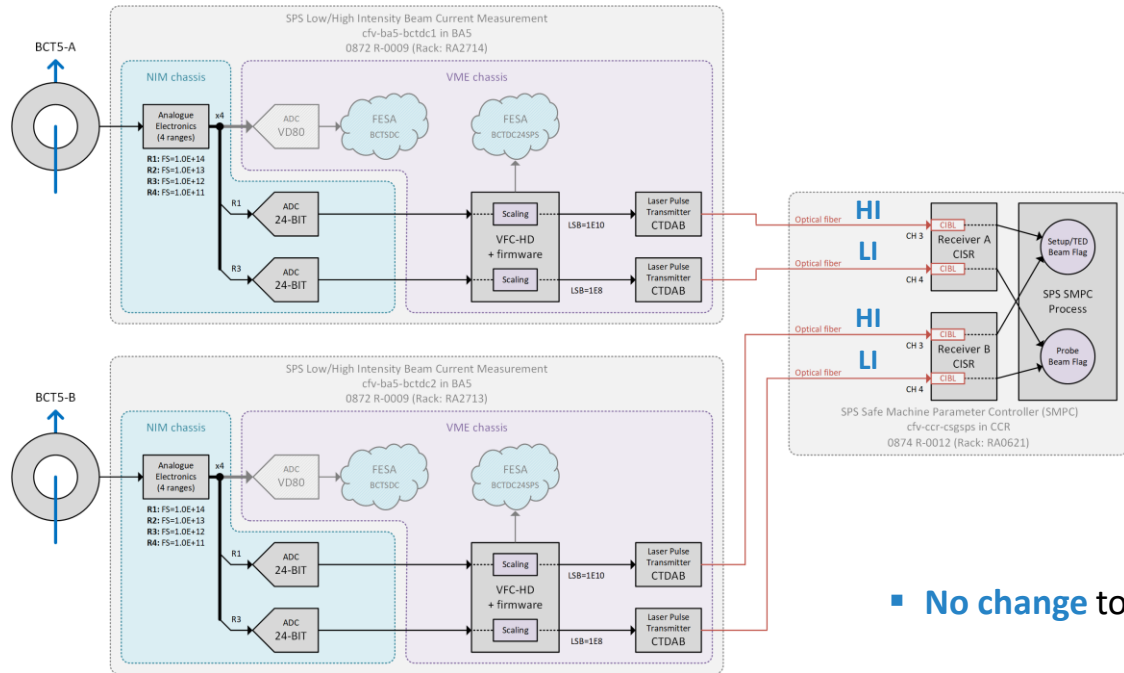 SPS Low/High Intensity Beam Current Measurement
cfv-ba5-bctdc1 in BA5
0872 R-0009 (Rack: RA2714)
BCT5-A
NIM chassis
VME chassis
Analogue
Electronics
(4 ranges)
x4
ADC
VD80
FESA
BCTSDC
FESA
BCTDC24SPS
R1: FS=1.0E+14
R2: FS=1.0E+13
R3: FS=1.0E+12
R4: FS=1.0E+11
R1
ADC
24-BIT
Scaling
VFC-HD
+ firmware
Scaling
LSB=1E10
Laser Pulse
Transmitter
CTDAB
R3
ADC
24-BIT
LSB=1E8
Laser Pulse
Transmitter
CTDAB
Optical fiber
HI
CH 3
CIBL
Receiver A
CISR
Optical fiber
LI
CH 4
CIBL
Setup/TED
Beam Flag
SPS SMPC
Process
Probe
Beam Flag
Optical fiber
HI
CH 3
CIBL
Receiver B
CISR
Optical fiber
LI
CH 4
CIBL
SPS Safe Machine Parameter Controller (SMPC)
cfv-ccr-csgsps in CCR
0874 R-0012 (Rack: RA0621)
SPS Low/High Intensity Beam Current Measurement
cfv-ba5-bctdc2 in BA5
0872 R-0009 (Rack: RA2713)
BCT5-B
NIM chassis
VME chassis
Analogue
Electronics
(4 ranges)
x4
ADC
VD80
FESA
BCTSDC
FESA
BCTDC24SPS
R1: FS=1.0E+14
R2: FS=1.0E+13
R3: FS=1.0E+12
R4: FS=1.0E+11
R1
ADC
24-BIT
Scaling
VFC-HD
+ firmware
Scaling
LSB=1E10
Laser Pulse
Transmitter
CTDAB
R3
ADC
24-BIT
LSB=1E8
Laser Pulse
Transmitter
CTDAB
▪ No change to